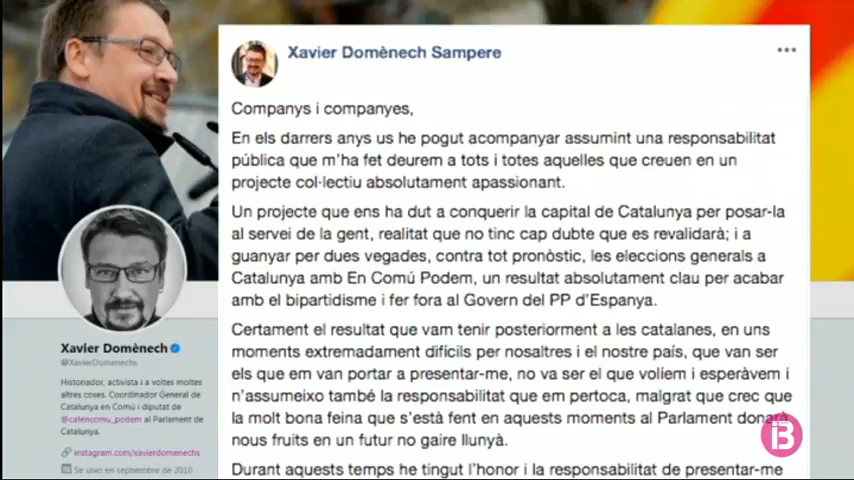 Xavier Domènech Sampere
Companys i companyes,
En els darrers anys us he pogut acompanyar assumint una responsabilitat
pública que m'ha fet deurem a tots i totes aquelles que creuen en un
projecte col·lectiu absolutament apassionant.
Un projecte que ens ha dut a conquerir la capital de Catalunya per posar-la
al servei de la gent, realitat que no tinc cap dubte que es revalidarà; i a
guanyar per dues vegades, contra tot pronòstic, les eleccions generals a
Catalunya amb En Comú Podem, un resultat absolutament clau per acabar
amb el bipartidisme i fer fora al Govern del PP d'Espanya.
Certament el resultat que vam tenir posteriorment a les catalanes, en uns
moments extremadament difícils per nosaltres i el nostre país, que van ser
els que em van portar a presentar-me, no va ser el que volíem i esperàvem i
n'assumeixo també la responsabilitat que em pertoca, malgrat que crec que
la molt bona feina que s'està fent en aquests moments al Parlament donarà
nous fruits en un futur no gaire llunyà.
Durant aquests temps he tingut l'honor i la responsabilitat de presentar-me
Xavier Domènech
@XavierDomenechs
Historiador, activista i a voltes moltes
altres coses. Coordinador General de
Catalunya en Comú i diputat de
@catencomu_podem al Parlament de
Catalunya.
instagram.com/xavierdomenechs
Se unió en septiembre de 2010